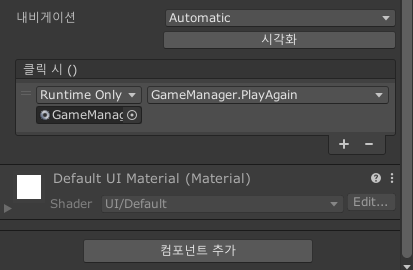 내비게이션 Automatic
시각화
클릭 시 ()
Runtime Only GameManager.PlayAgain
GameManag
Default UI Material (Material)
Shader UI/Default Edit...
컴포넌트 추가